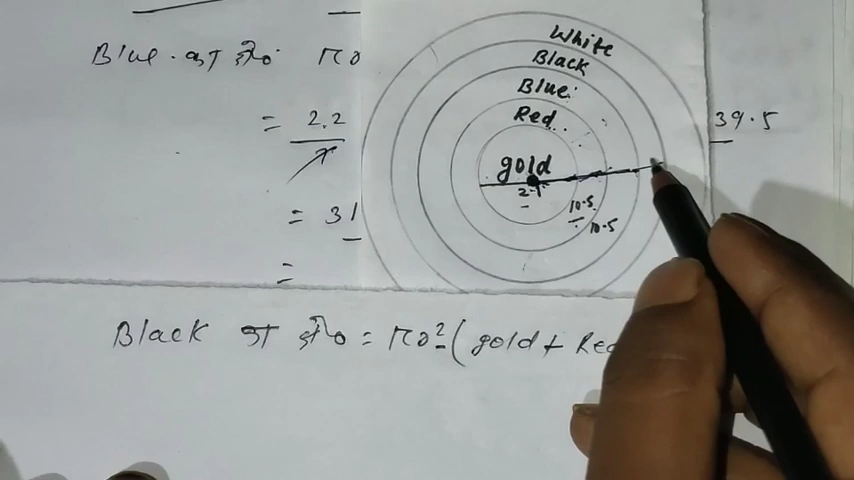 White
Black
Blue
Red
gold
10.5
10.5
Blue का क्षे०
= 2.2
39.5
= 31
=
Black का क्षे० = πr² (gold + Red